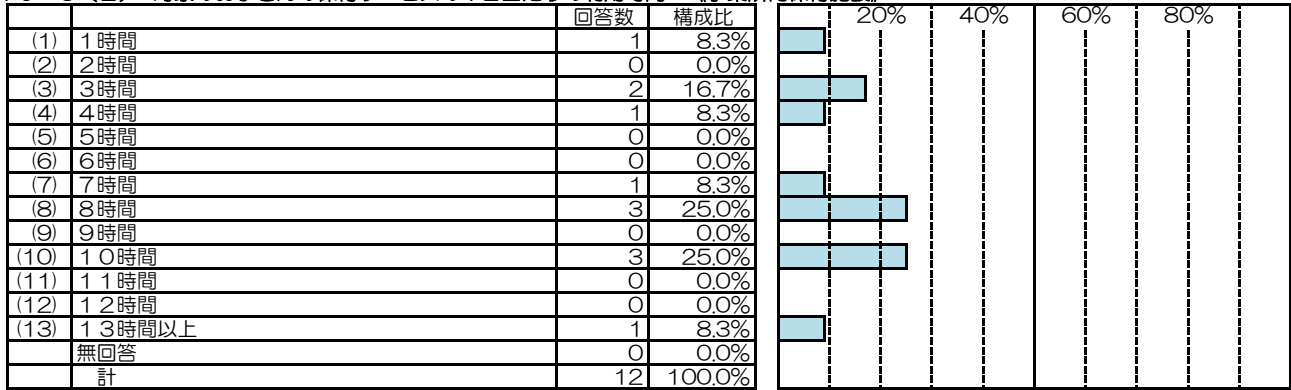 回答数 構成比 20% 40% 60% 80%
(1) 1時間 1 8.3%
(2) 2時間 0 0.0%
(3) 3時間 2 16.7%
(4) 4時間 1 8.3%
(5) 5時間 0 0.0%
(6) 6時間 0 0.0%
(7) 7時間 1 8.3%
(8) 8時間 3 25.0%
(9) 9時間 0 0.0%
(10) 10時間 3 25.0%
(11) 11時間 0 0.0%
(12) 12時間 0 0.0%
(13) 13時間以上 1 8.3%
無回答 0 0.0%
計 12 100.0%